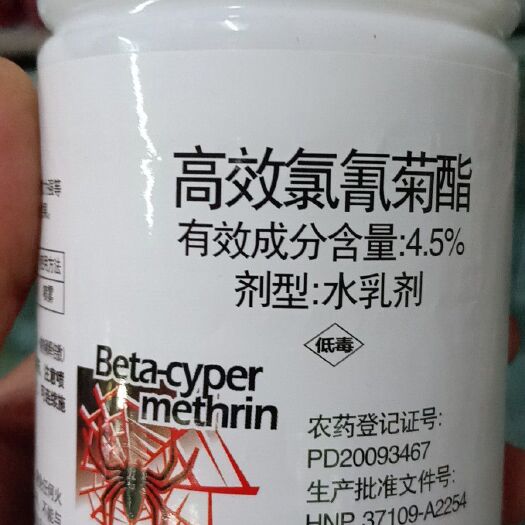 高效氯氰菊酯
有效成分含量:4.5%
剂型:水乳剂
低毒
Beta-cyper
methrin
农药登记证号:
PD20093467
生产批准文件号:
HNP 37109-A2254